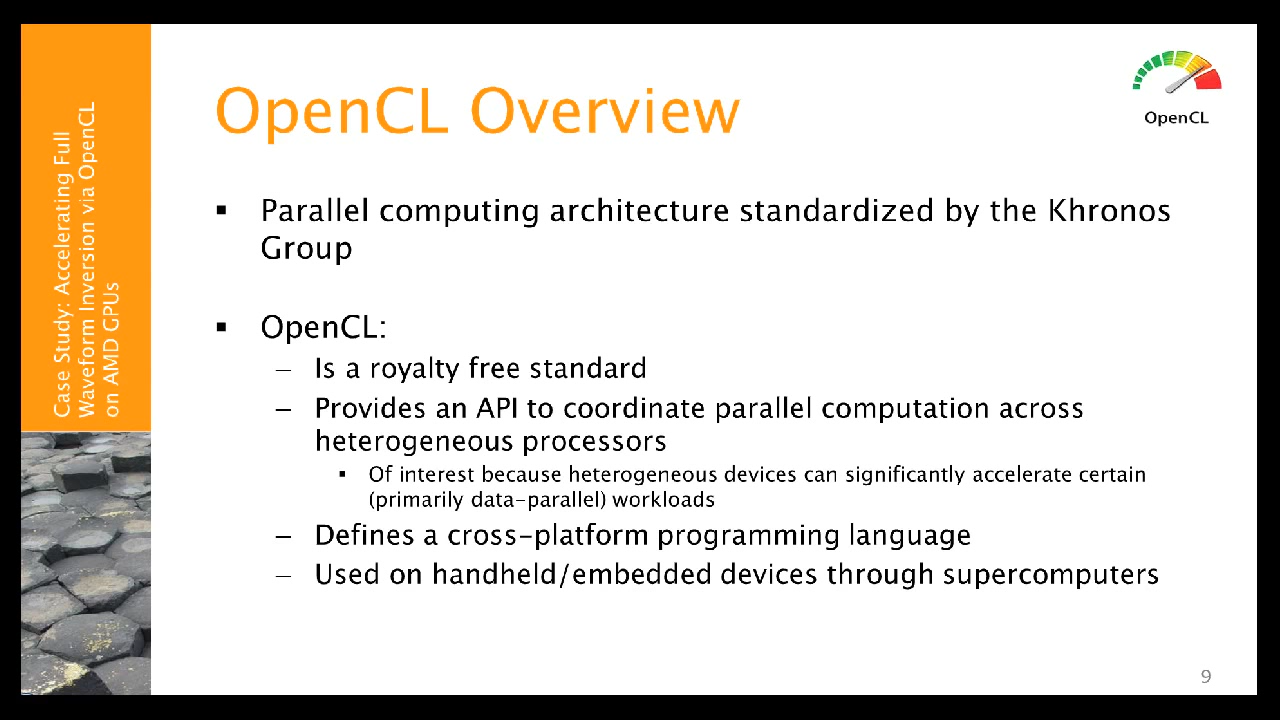 Case Study: Accelerating Full
Waveform Inversion via OpenCL
on AMD GPUs
OpenCL Overview
OpenCL
▪ Parallel computing architecture standardized by the Khronos
Group
▪ OpenCL:
– Is a royalty free standard
– Provides an API to coordinate parallel computation across
heterogeneous processors
▪ Of interest because heterogeneous devices can significantly accelerate certain
(primarily data–parallel) workloads
– Defines a cross–platform programming language
– Used on handheld/embedded devices through supercomputers
9